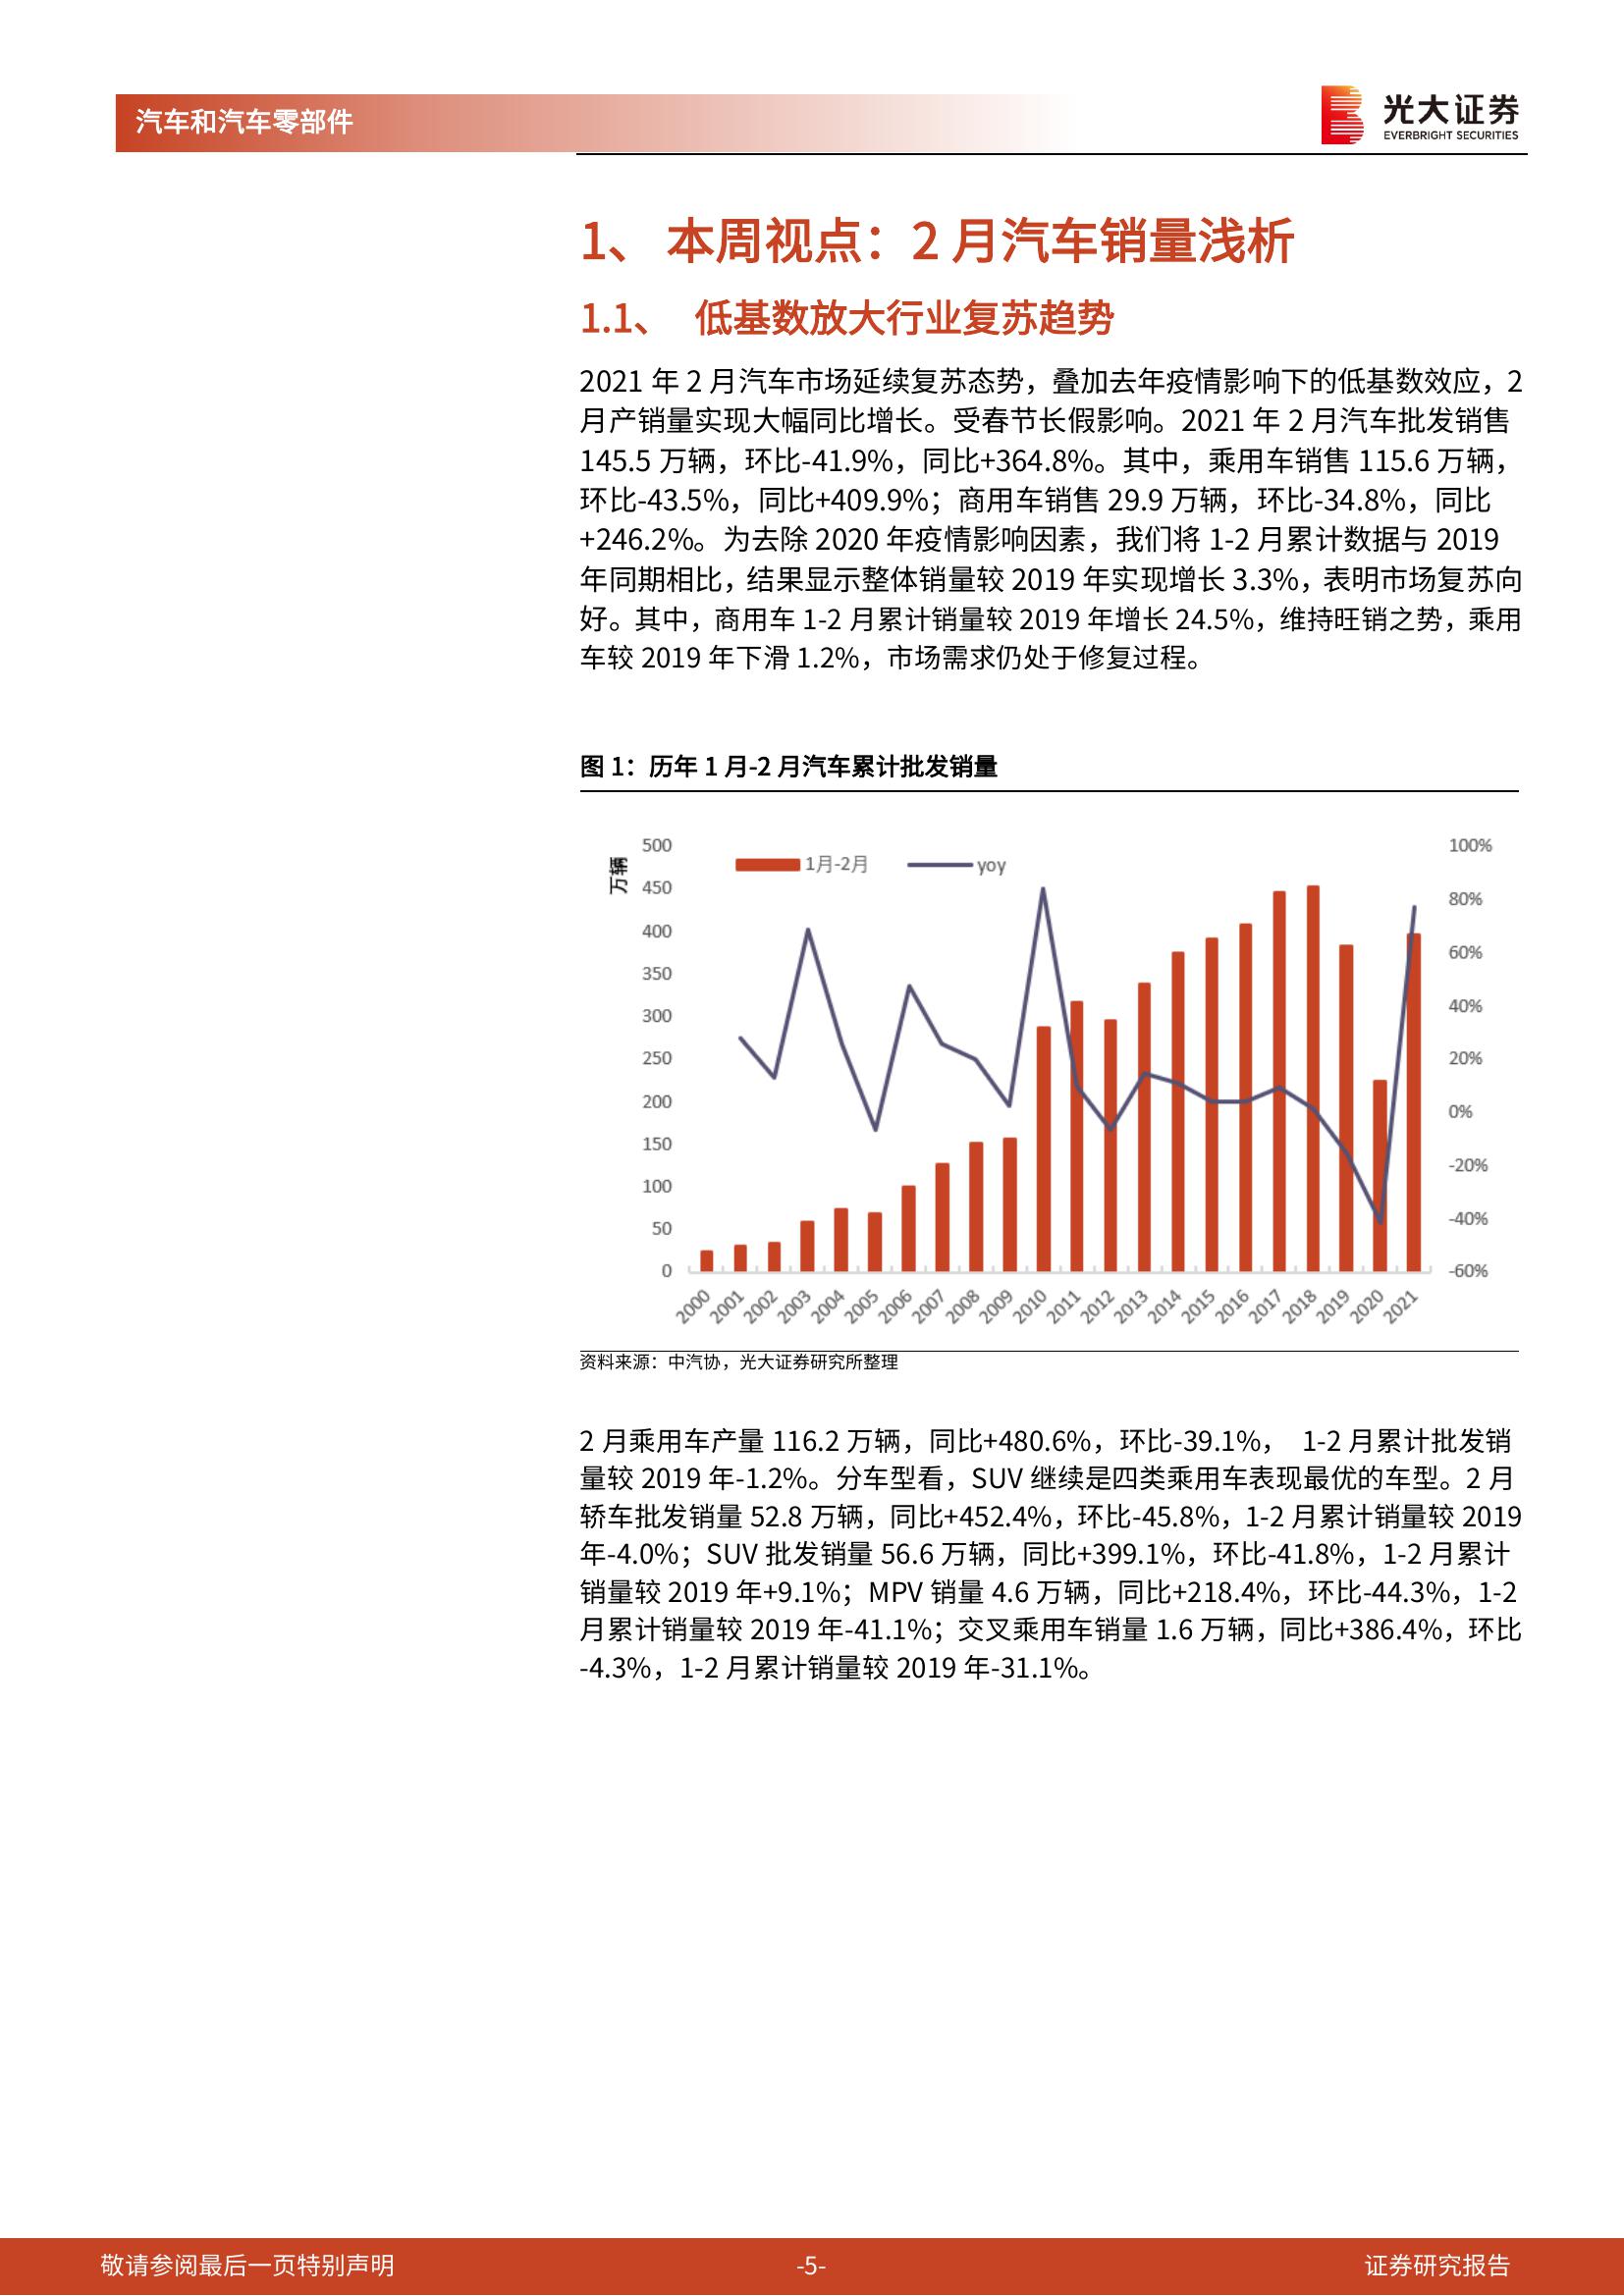 汽车和汽车零部件
光大证券
EVERBRIGHT SECURITIES
1、 本周视点：2 月汽车销量浅析
1.1、 低基数放大行业复苏趋势
2021 年 2 月汽车市场延续复苏态势，叠加去年疫情影响下的低基数效应，2
月产销量实现大幅同比增长。受春节长假影响。2021 年 2 月汽车批发销售
145.5 万辆，环比-41.9%，同比+364.8%。其中，乘用车销售 115.6 万辆，
环比-43.5%，同比+409.9%；商用车销售 29.9 万辆，环比-34.8%，同比
+246.2%。为去除 2020 年疫情影响因素，我们将 1-2 月累计数据与 2019
年同期相比，结果显示整体销量较 2019 年实现增长 3.3%，表明市场复苏向
好。其中，商用车 1-2 月累计销量较 2019 年增长 24.5%，维持旺销之势，乘用
车较 2019 年下滑 1.2%，市场需求仍处于修复过程。
图 1：历年 1 月-2 月汽车累计批发销量
万辆
1月-2月
yoy
500
450
400
350
300
250
200
150
100
50
0
100%
80%
60%
40%
20%
0%
-20%
-40%
-60%
2000 2001 2002 2003 2004 2005 2006 2007 2008 2009 2010 2011 2012 2013 2014 2015 2016 2017 2018 2019 2020 2021
资料来源：中汽协，光大证券研究所整理
2 月乘用车产量 116.2 万辆，同比+480.6%，环比-39.1%， 1-2 月累计批发销
量较 2019 年-1.2%。分车型看，SUV 继续是四类乘用车表现最优的车型。2 月
轿车批发销量 52.8 万辆，同比+452.4%，环比-45.8%，1-2 月累计销量较 2019
年-4.0%；SUV 批发销量 56.6 万辆，同比+399.1%，环比-41.8%，1-2 月累计
销量较 2019 年+9.1%；MPV 销量 4.6 万辆，同比+218.4%，环比-44.3%，1-2
月累计销量较 2019 年-41.1%；交叉乘用车销量 1.6 万辆，同比+386.4%，环比
-4.3%，1-2 月累计销量较 2019 年-31.1%。
敬请参阅最后一页特别声明
-5-
证券研究报告